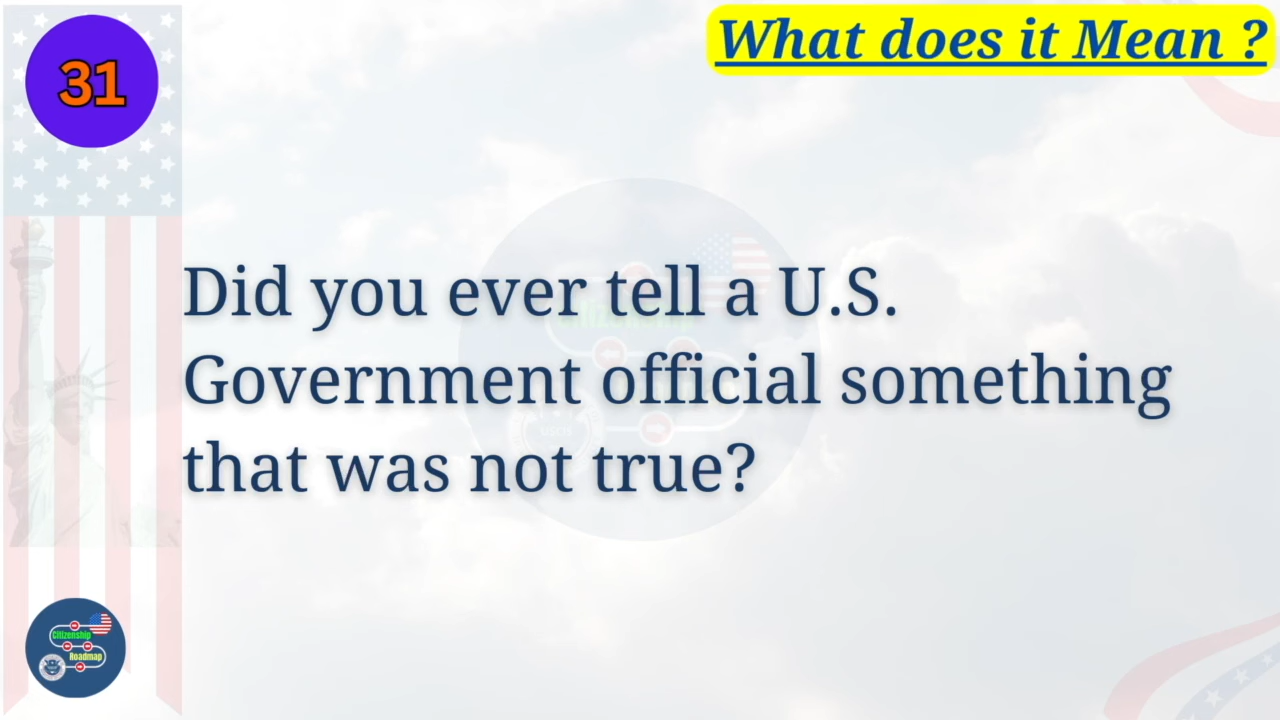 31
What does it Mean ?
Did you ever tell a U.S.
Government official something
that was not true?
Citizenship
Roadmap